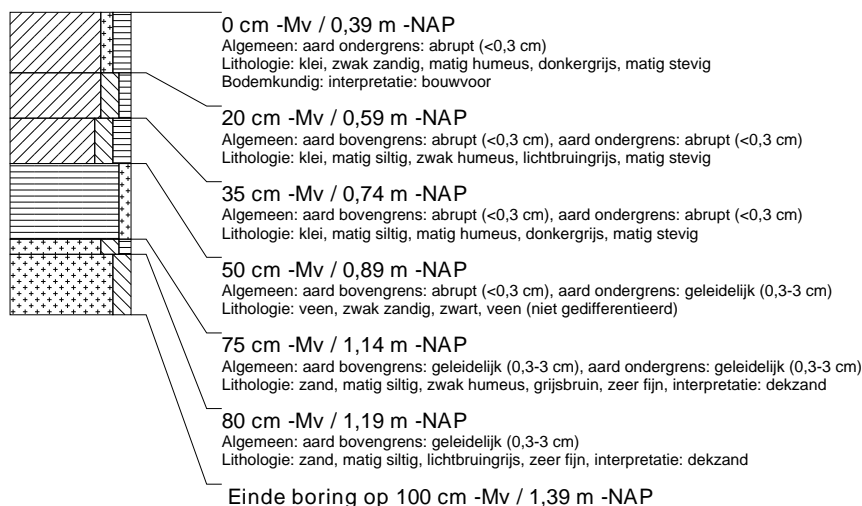 0 cm -Mv / 0,39 m -NAP
Algemeen: aard ondergrens: abrupt (<0,3 cm)
Lithologie: klei, zwak zandig, matig humeus, donkergrijs, matig stevig
Bodemkundig: interpretatie: bouwvoor
20 cm -Mv / 0,59 m -NAP
Algemeen: aard bovengrens: abrupt (<0,3 cm), aard ondergrens: abrupt (<0,3 cm)
Lithologie: klei, matig siltig, zwak humeus, lichtbruingrijs, matig stevig
35 cm -Mv / 0,74 m -NAP
Algemeen: aard bovengrens: abrupt (<0,3 cm), aard ondergrens: abrupt (<0,3 cm)
Lithologie: klei, matig siltig, matig humeus, donkergrijs, matig stevig
50 cm -Mv / 0,89 m -NAP
Algemeen: aard bovengrens: abrupt (<0,3 cm), aard ondergrens: geleidelijk (0,3-3 cm)
Lithologie: veen, zwak zandig, zwart, veen (niet gedifferentieerd)
75 cm -Mv / 1,14 m -NAP
Algemeen: aard bovengrens: geleidelijk (0,3-3 cm), aard ondergrens: geleidelijk (0,3-3 cm)
Lithologie: zand, matig siltig, zwak humeus, grijsbruin, zeer fijn, interpretatie: dekzand
80 cm -Mv / 1,19 m -NAP
Algemeen: aard bovengrens: geleidelijk (0,3-3 cm)
Lithologie: zand, matig siltig, lichtbruingrijs, zeer fijn, interpretatie: dekzand
Einde boring op 100 cm -Mv / 1,39 m -NAP